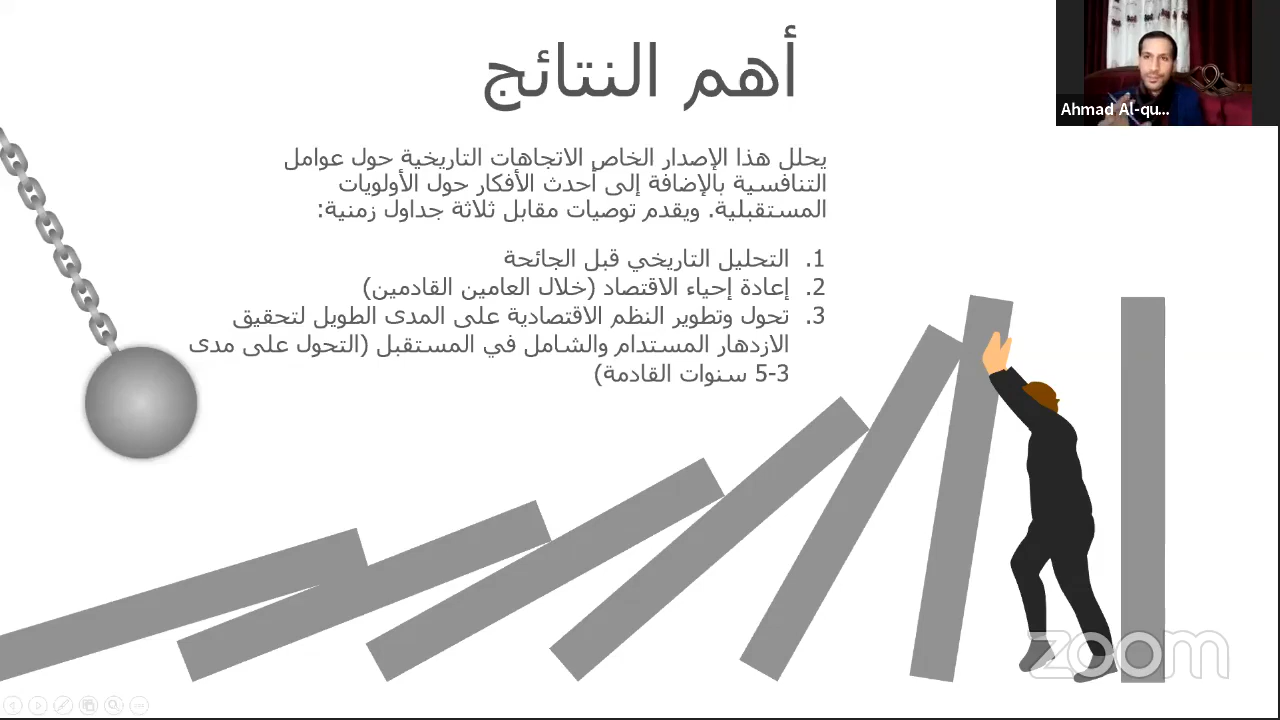 أهم النتائج
يحلل هذا الإصدار الخاص الاتجاهات التاريخية حول عوامل
التنافسية بالإضافة إلى أحدث الأفكار حول الأولويات
المستقبلية. ويقدم توصيات مقابل ثلاثة جداول زمنية:
1. التحليل التاريخي قبل الجائحة
2. إعادة إحياء الاقتصاد (خلال العامين القادمين)
3. تحول وتطوير النظم الاقتصادية على المدى الطويل لتحقيق
الازدهار المستدام والشامل في المستقبل (التحول على مدى
3-5 سنوات القادمة)
Ahmad Al-qu...
zoom